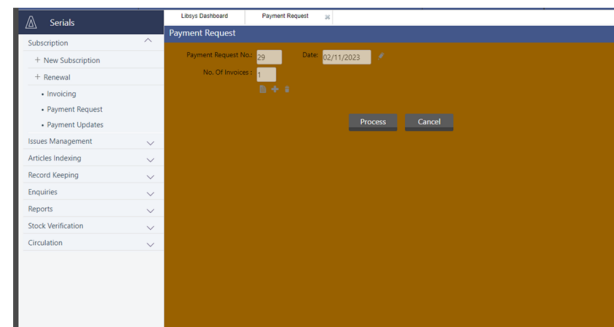 Serials
Libsys Dashboard
Payment Request
Payment Request
Subscription
+ New Subscription
+ Renewal
• Invoicing
• Payment Request
• Payment Updates
Issues Management
Articles Indexing
Record Keeping
Enquiries
Reports
Stock Verification
Circulation
Payment Request No.: 29 Date: 02/11/2023
No. Of Invoices : 1
Process Cancel